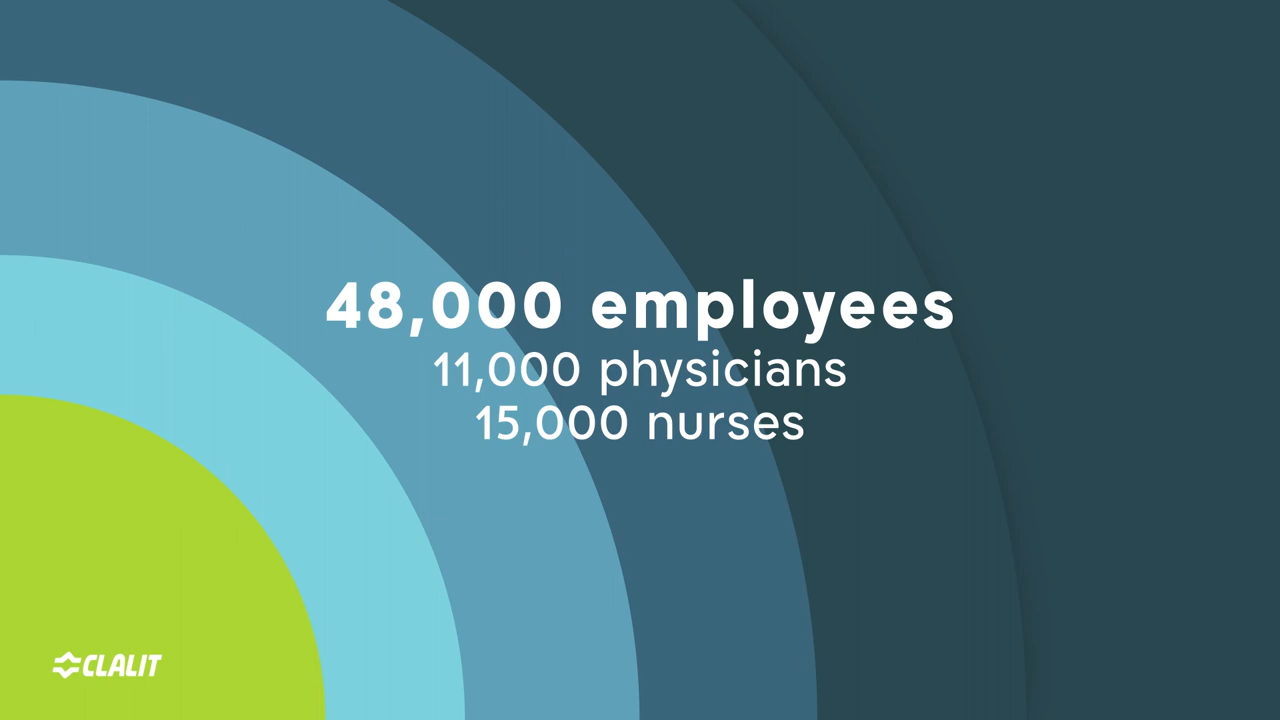 48,000 employees
11,000 physicians
15,000 nurses
CLALIT